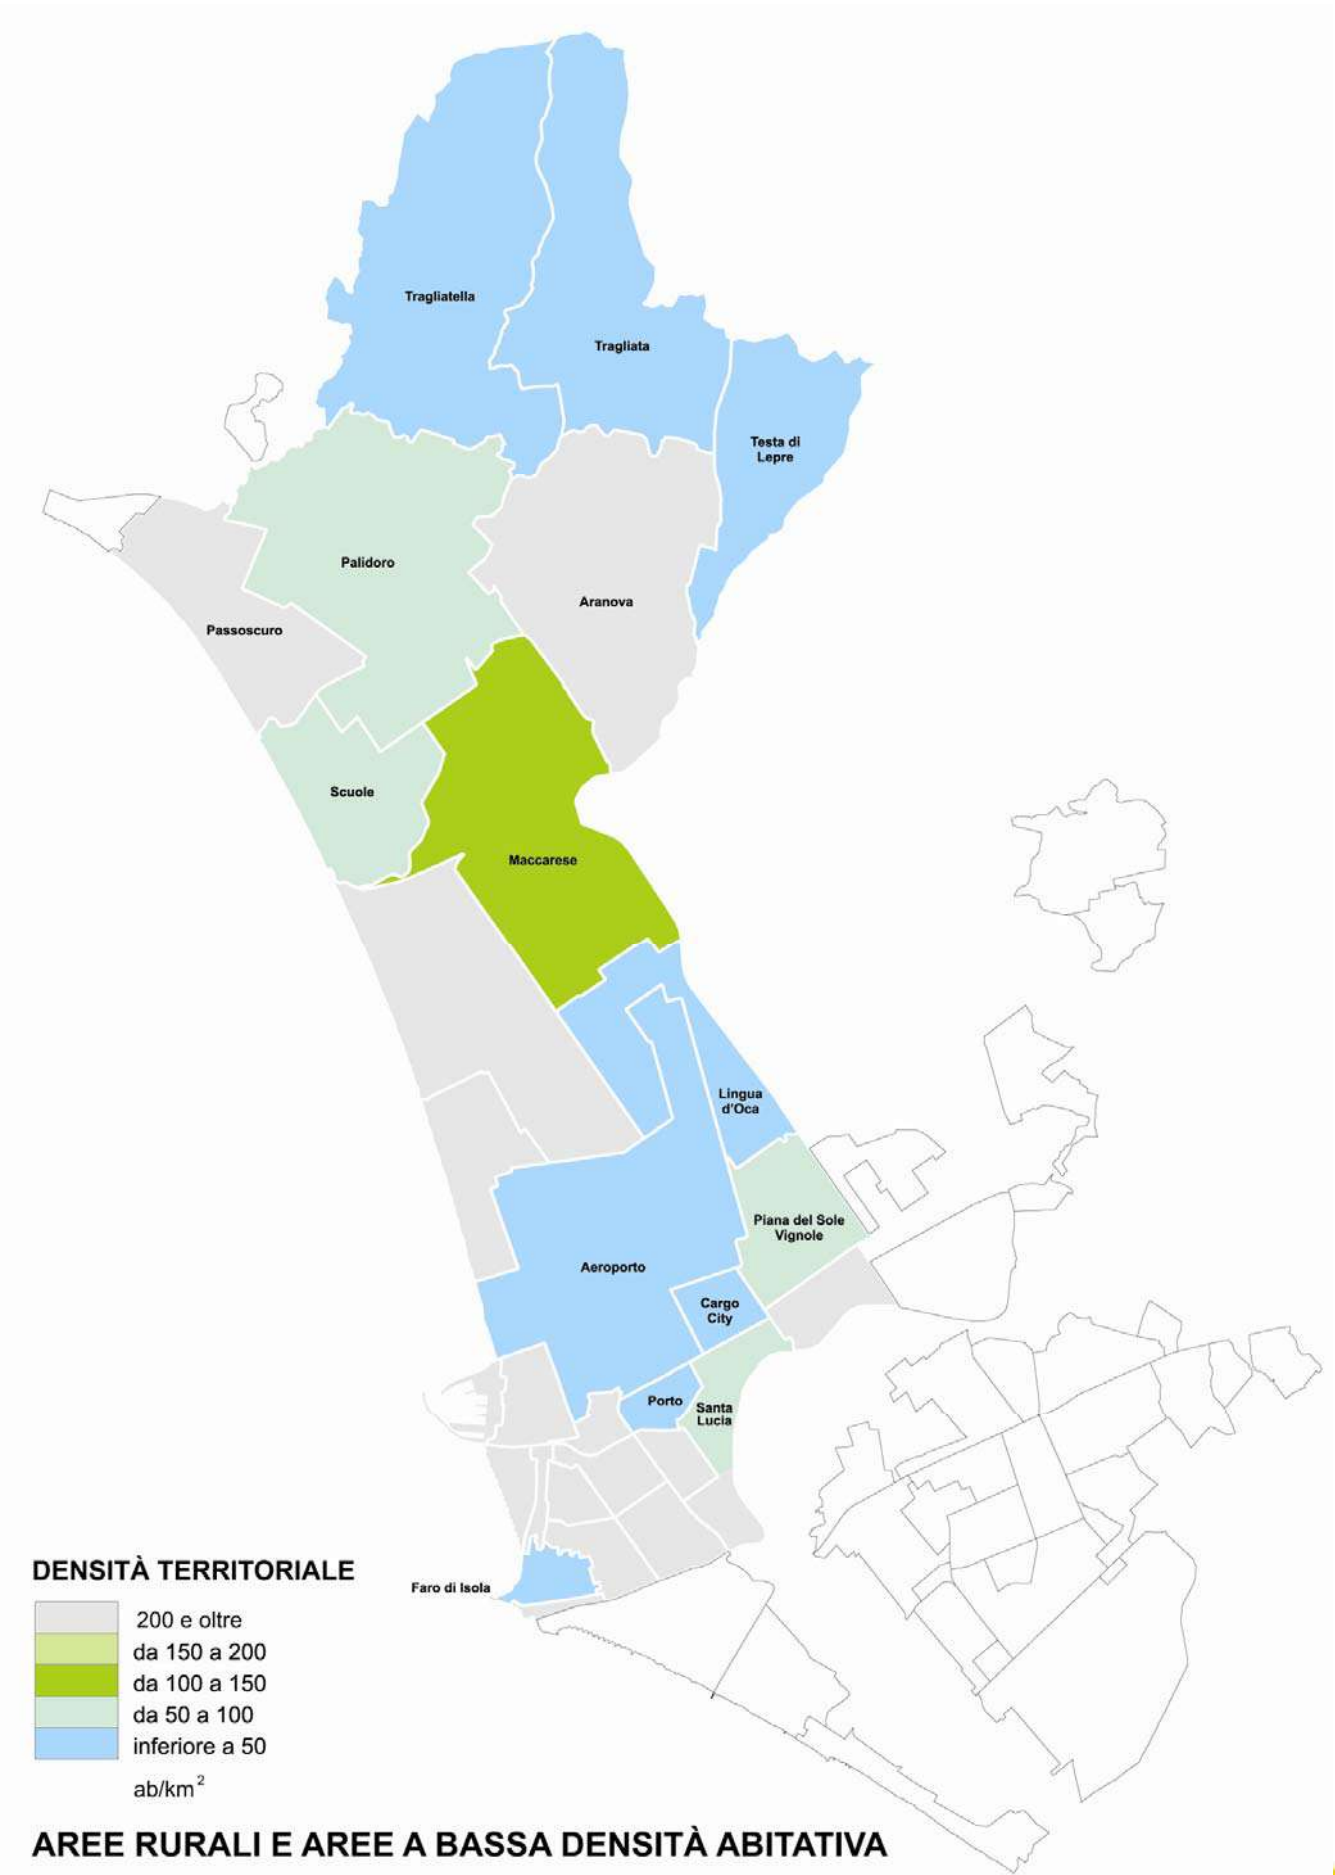 Tragliatella
Tragliata
Testa di
Lepre
Palidoro
Aranova
Passoscuro
Scuole
Maccarese
Lingua
d'Oca
Piana del Sole
Vignole
Aeroporto
Cargo
City
Porto
Santa
Lucia
Faro di Isola
DENSITÀ TERRITORIALE
200 e oltre
da 150 a 200
da 100 a 150
da 50 a 100
inferiore a 50
ab/km²
AREE RURALI E AREE A BASSA DENSITÀ ABITATIVA